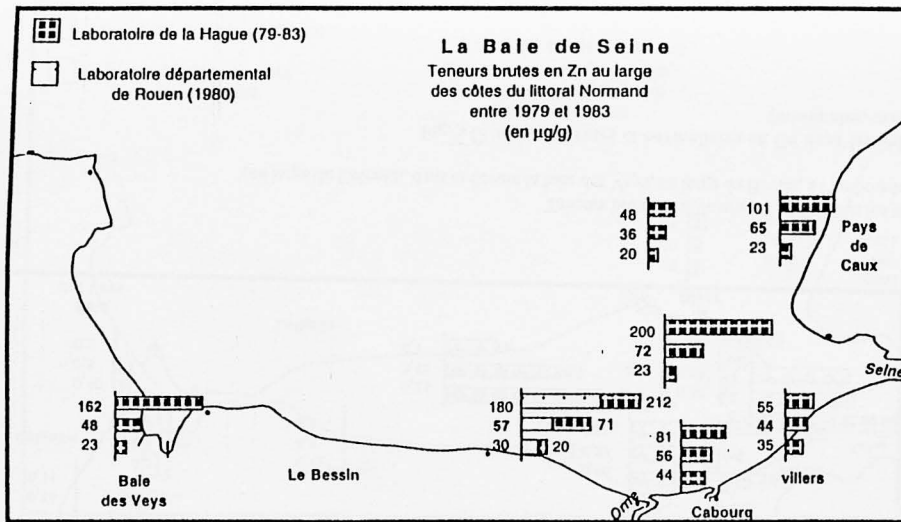 Laboratoire de la Hague (79-83)
Laboratoire départemental
de Rouen (1980)
La Baie de Seine
Teneurs brutes en Zn au large
des côtes du littoral Normand
entre 1979 et 1983
(en µg/g)
48
36
20
101
65
23
Pays
de
Caux
200
72
23
Seine
162
48
23
Baie
des Veys
Le Bessin
180
212
57
71
30
20
81
56
44
55
44
35
villers
Orne
Cabourg